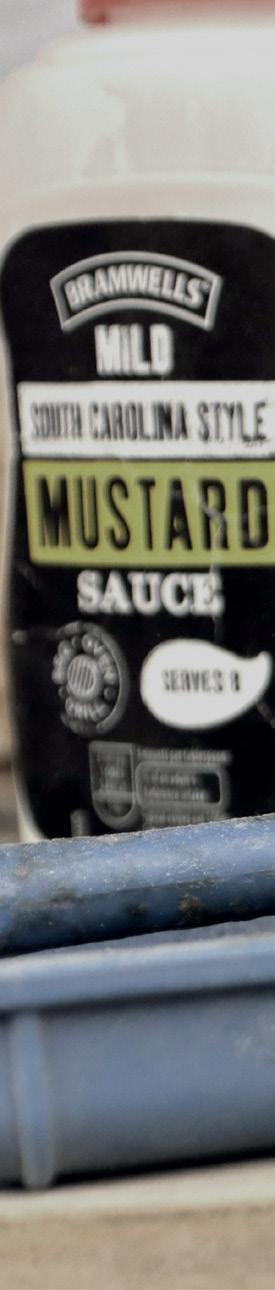 BRAMWELLS
MiLD
SOUTH CAROLINA STYLE
MUSTARD
SAUCE
SERVES 8